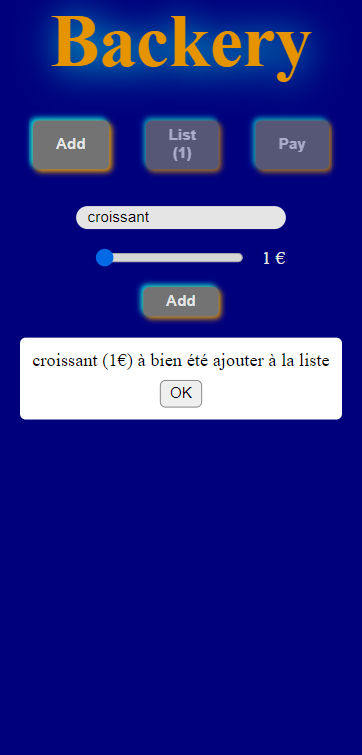 Backery
Add
List
(1)
Pay
croissant
1 €
Add
croissant (1€) à bien été ajouter à la liste
OK